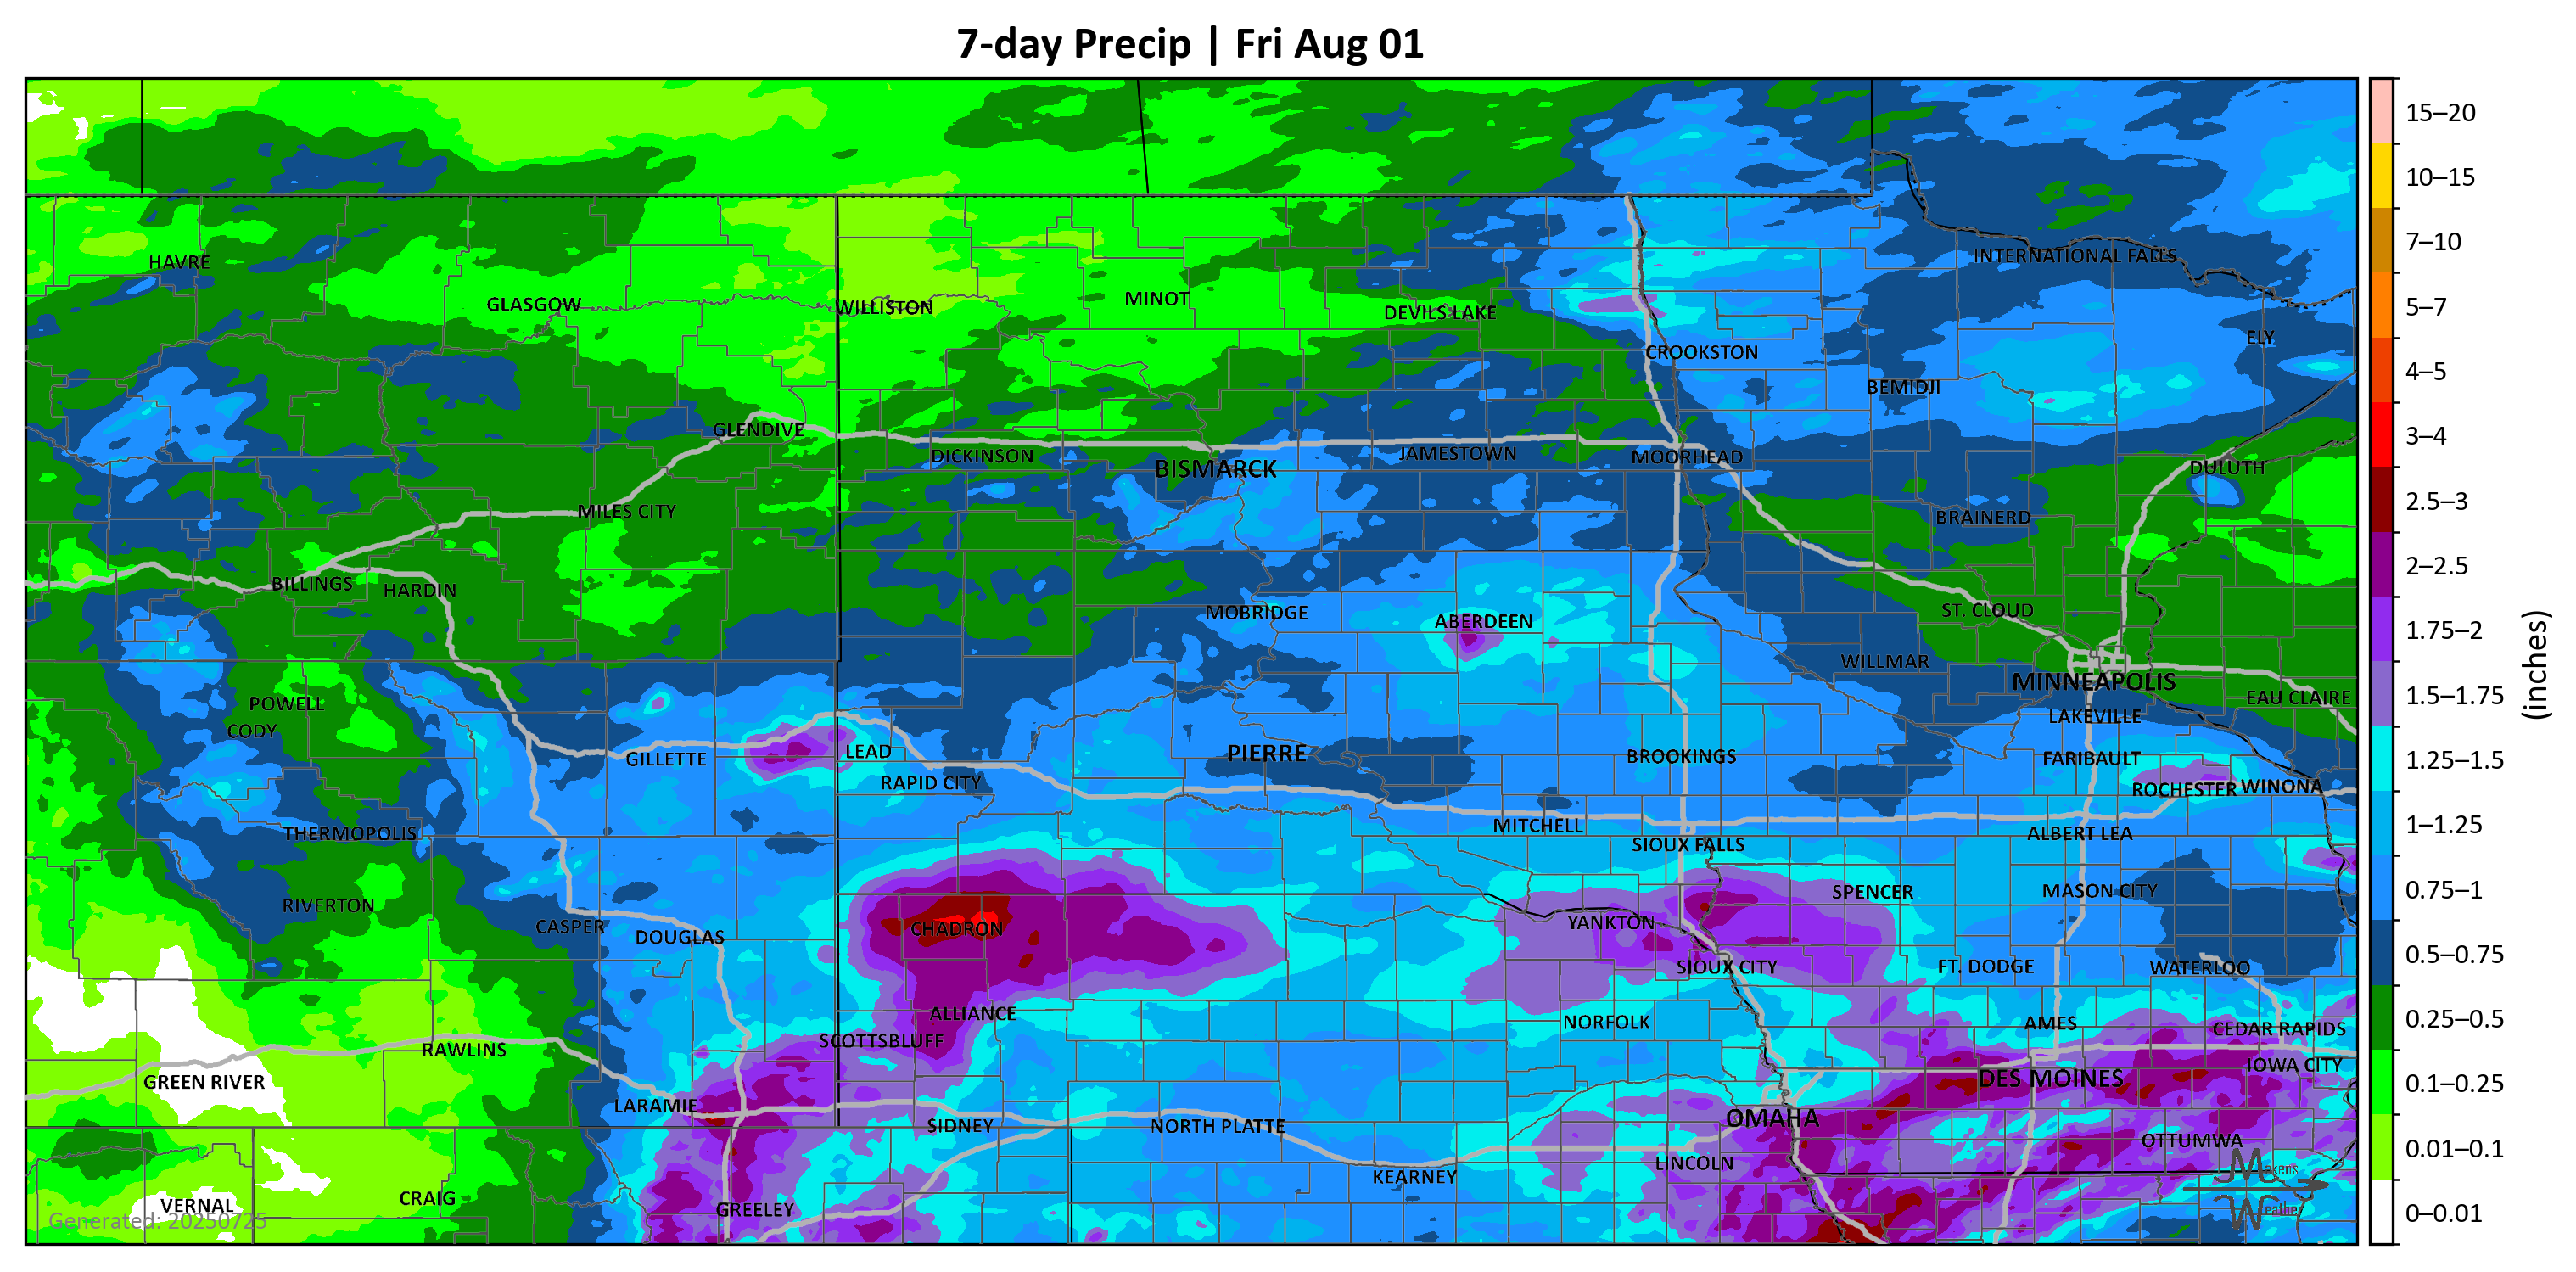 7-day Precip | Fri Aug 01
HAVRE
GLASGOW
WILLISTON
MINOT
DEVILS LAKE
INTERNATIONAL FALLS
ELY
CROOKSTON
BEMIDJI
GLENDIVE
DICKINSON
BISMARCK
JAMESTOWN
MOORHEAD
DULUTH
MILES CITY
BRAINERD
BILLINGS
HARDIN
MOBRIDGE
ABERDEEN
ST. CLOUD
WILLMAR
MINNEAPOLIS
EAU CLAIRE
POWELL
CODY
LAKEVILLE
GILLETTE
LEAD
RAPID CITY
PIERRE
BROOKINGS
FARIBAULT
ROCHESTER
WINONA
THERMOPOLIS
MITCHELL
SIOUX FALLS
ALBERT LEA
RIVERTON
CASPER
DOUGLAS
CHADRON
YANKTON
SPENCER
MASON CITY
SIOUX CITY
FT. DODGE
WATERLOO
ALLIANCE
SCOTTSBLUFF
NORFOLK
AMES
CEDAR RAPIDS
RAWLINS
GREEN RIVER
DES MOINES
IOWA CITY
LARAMIE
SIDNEY
NORTH PLATTE
OMAHA
OTTUMWA
KEARNEY
LINCOLN
VERNAL
CRAIG
GREELEY
Generated: 20250725
Makens
Weather
15–20
10–15
7–10
5–7
4–5
3–4
2.5–3
2–2.5
1.75–2
1.5–1.75
1.25–1.5
1–1.25
0.75–1
0.5–0.75
0.25–0.5
0.1–0.25
0.01–0.1
0–0.01
(inches)